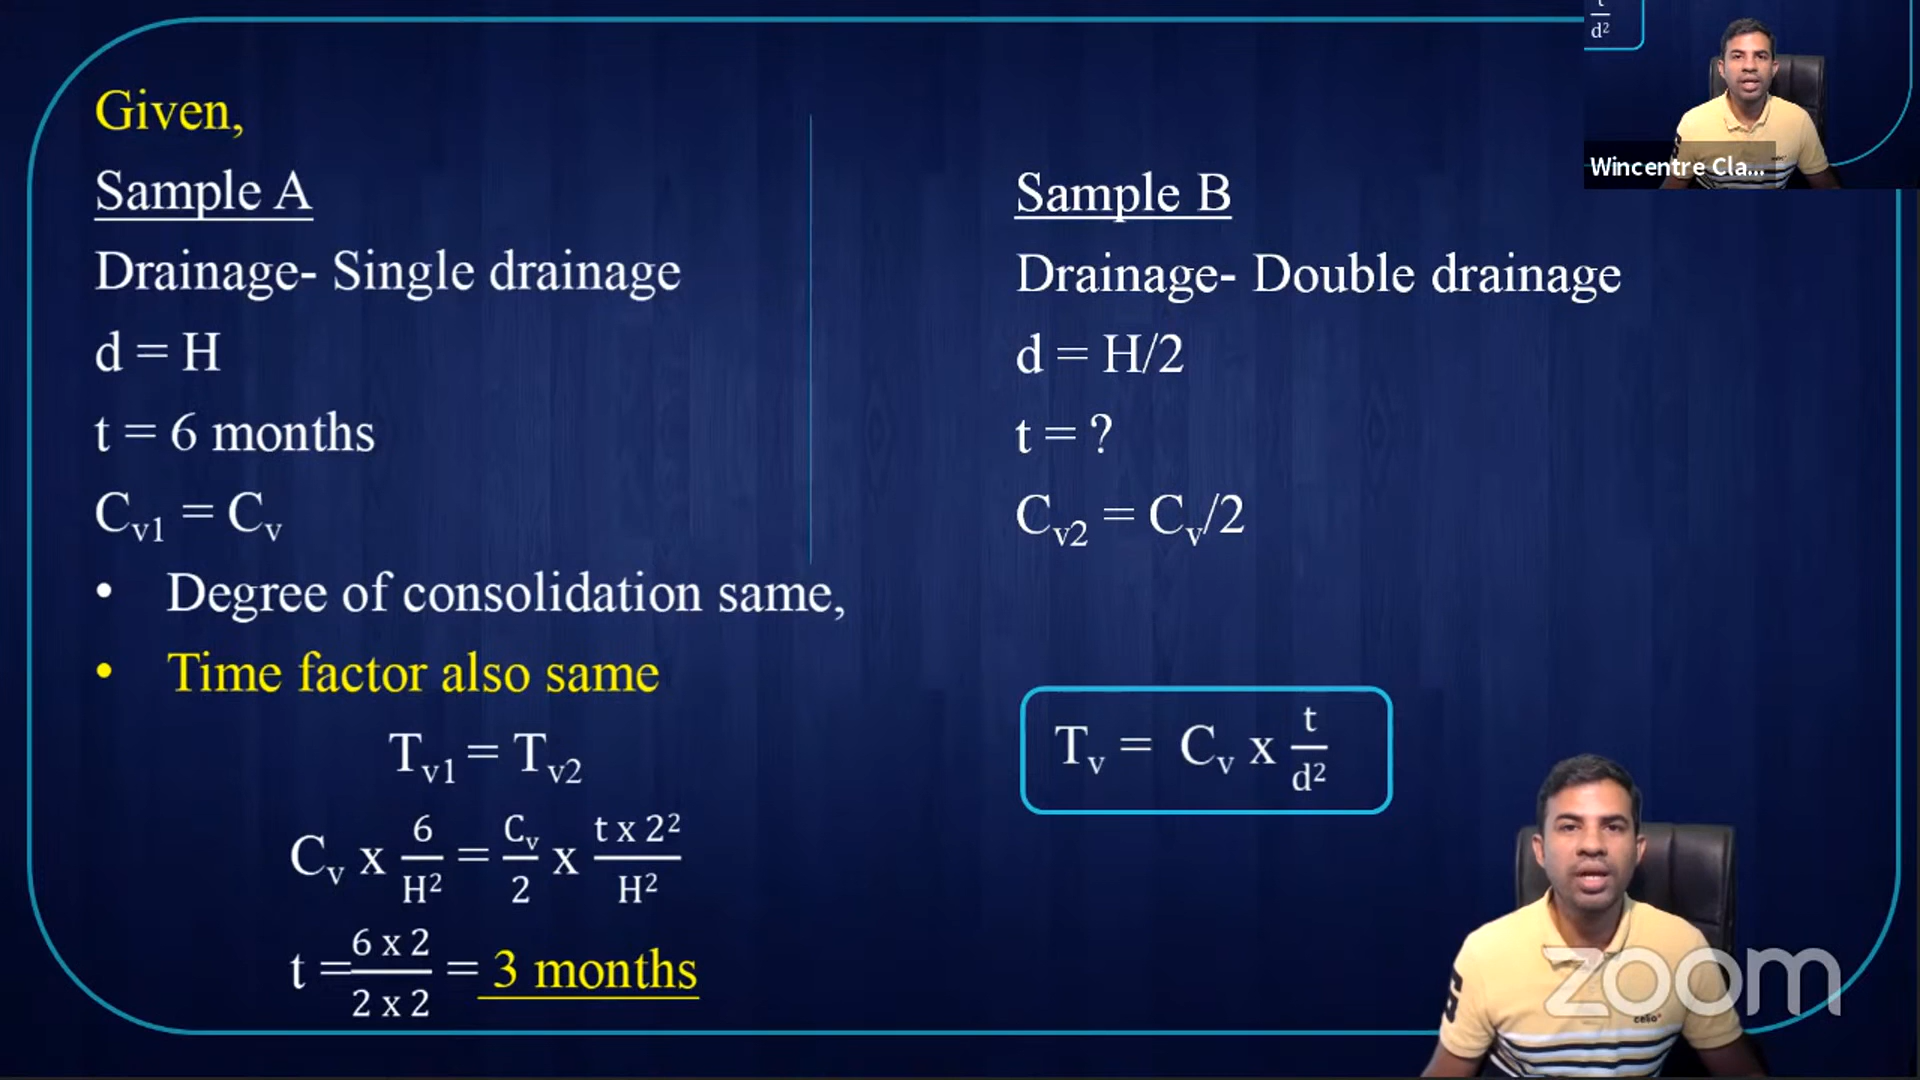 Given,
Sample A
Drainage- Single drainage
d = H
t = 6 months
Cv1 = Cv
• Degree of consolidation same,
• Time factor also same
Tv1 = Tv2
Cv x 6/H² = Cv/2 x t x 2²/H²
t = 6 x 2/2 x 2 = 3 months
Sample B
Drainage- Double drainage
d = H/2
t = ?
Cv2 = Cv/2
Tv = Cv x t/d²
t/d²
Wincentre Cla...
celio*
zoom